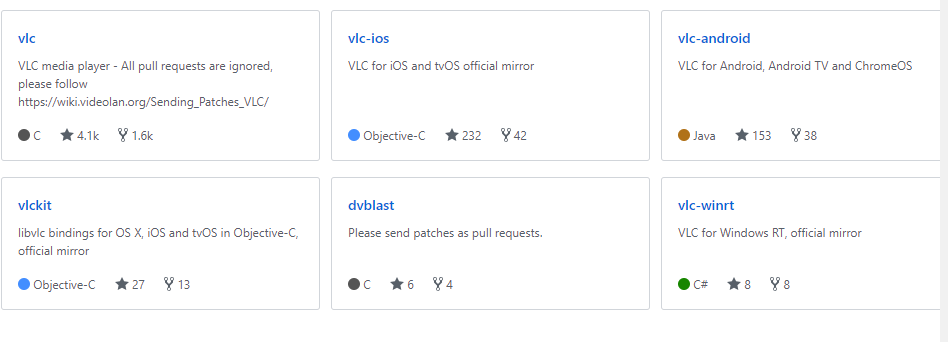 vlc
VLC media player - All pull requests are ignored,
please follow
https://wiki.videolan.org/Sending_Patches_VLC/
C 4.1k 1.6k
vlc-ios
VLC for iOS and tvOS official mirror
Objective-C 232 42
vlc-android
VLC for Android, Android TV and ChromeOS
Java 153 38
vlckit
libvlc bindings for OS X, iOS and tvOS in Objective-C,
official mirror
Objective-C 27 13
dvblast
Please send patches as pull requests.
C 6 4
vlc-winrt
VLC for Windows RT, official mirror
C# 8 8